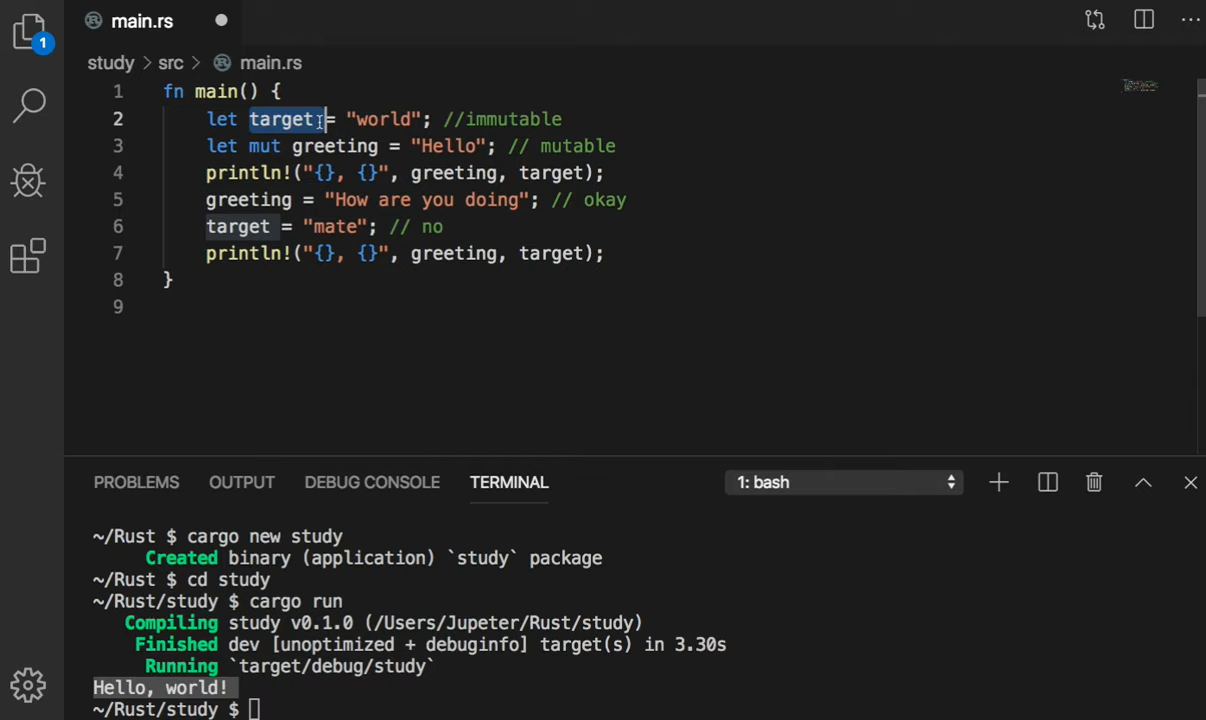 main.rs
1
study > src > main.rs
1 fn main() {
2 let target = "world"; //immutable
3 let mut greeting = "Hello"; // mutable
4 println!("{}, {}", greeting, target);
5 greeting = "How are you doing"; // okay
6 target = "mate"; // no
7 println!("{}, {}", greeting, target);
8 }
9
PROBLEMS OUTPUT DEBUG CONSOLE TERMINAL 1: bash
~/Rust $ cargo new study
Created binary (application) `study` package
~/Rust $ cd study
~/Rust/study $ cargo run
Compiling study v0.1.0 (/Users/Jupeter/Rust/study)
Finished dev [unoptimized + debuginfo] target(s) in 3.30s
Running `target/debug/study`
Hello, world!
~/Rust/study $